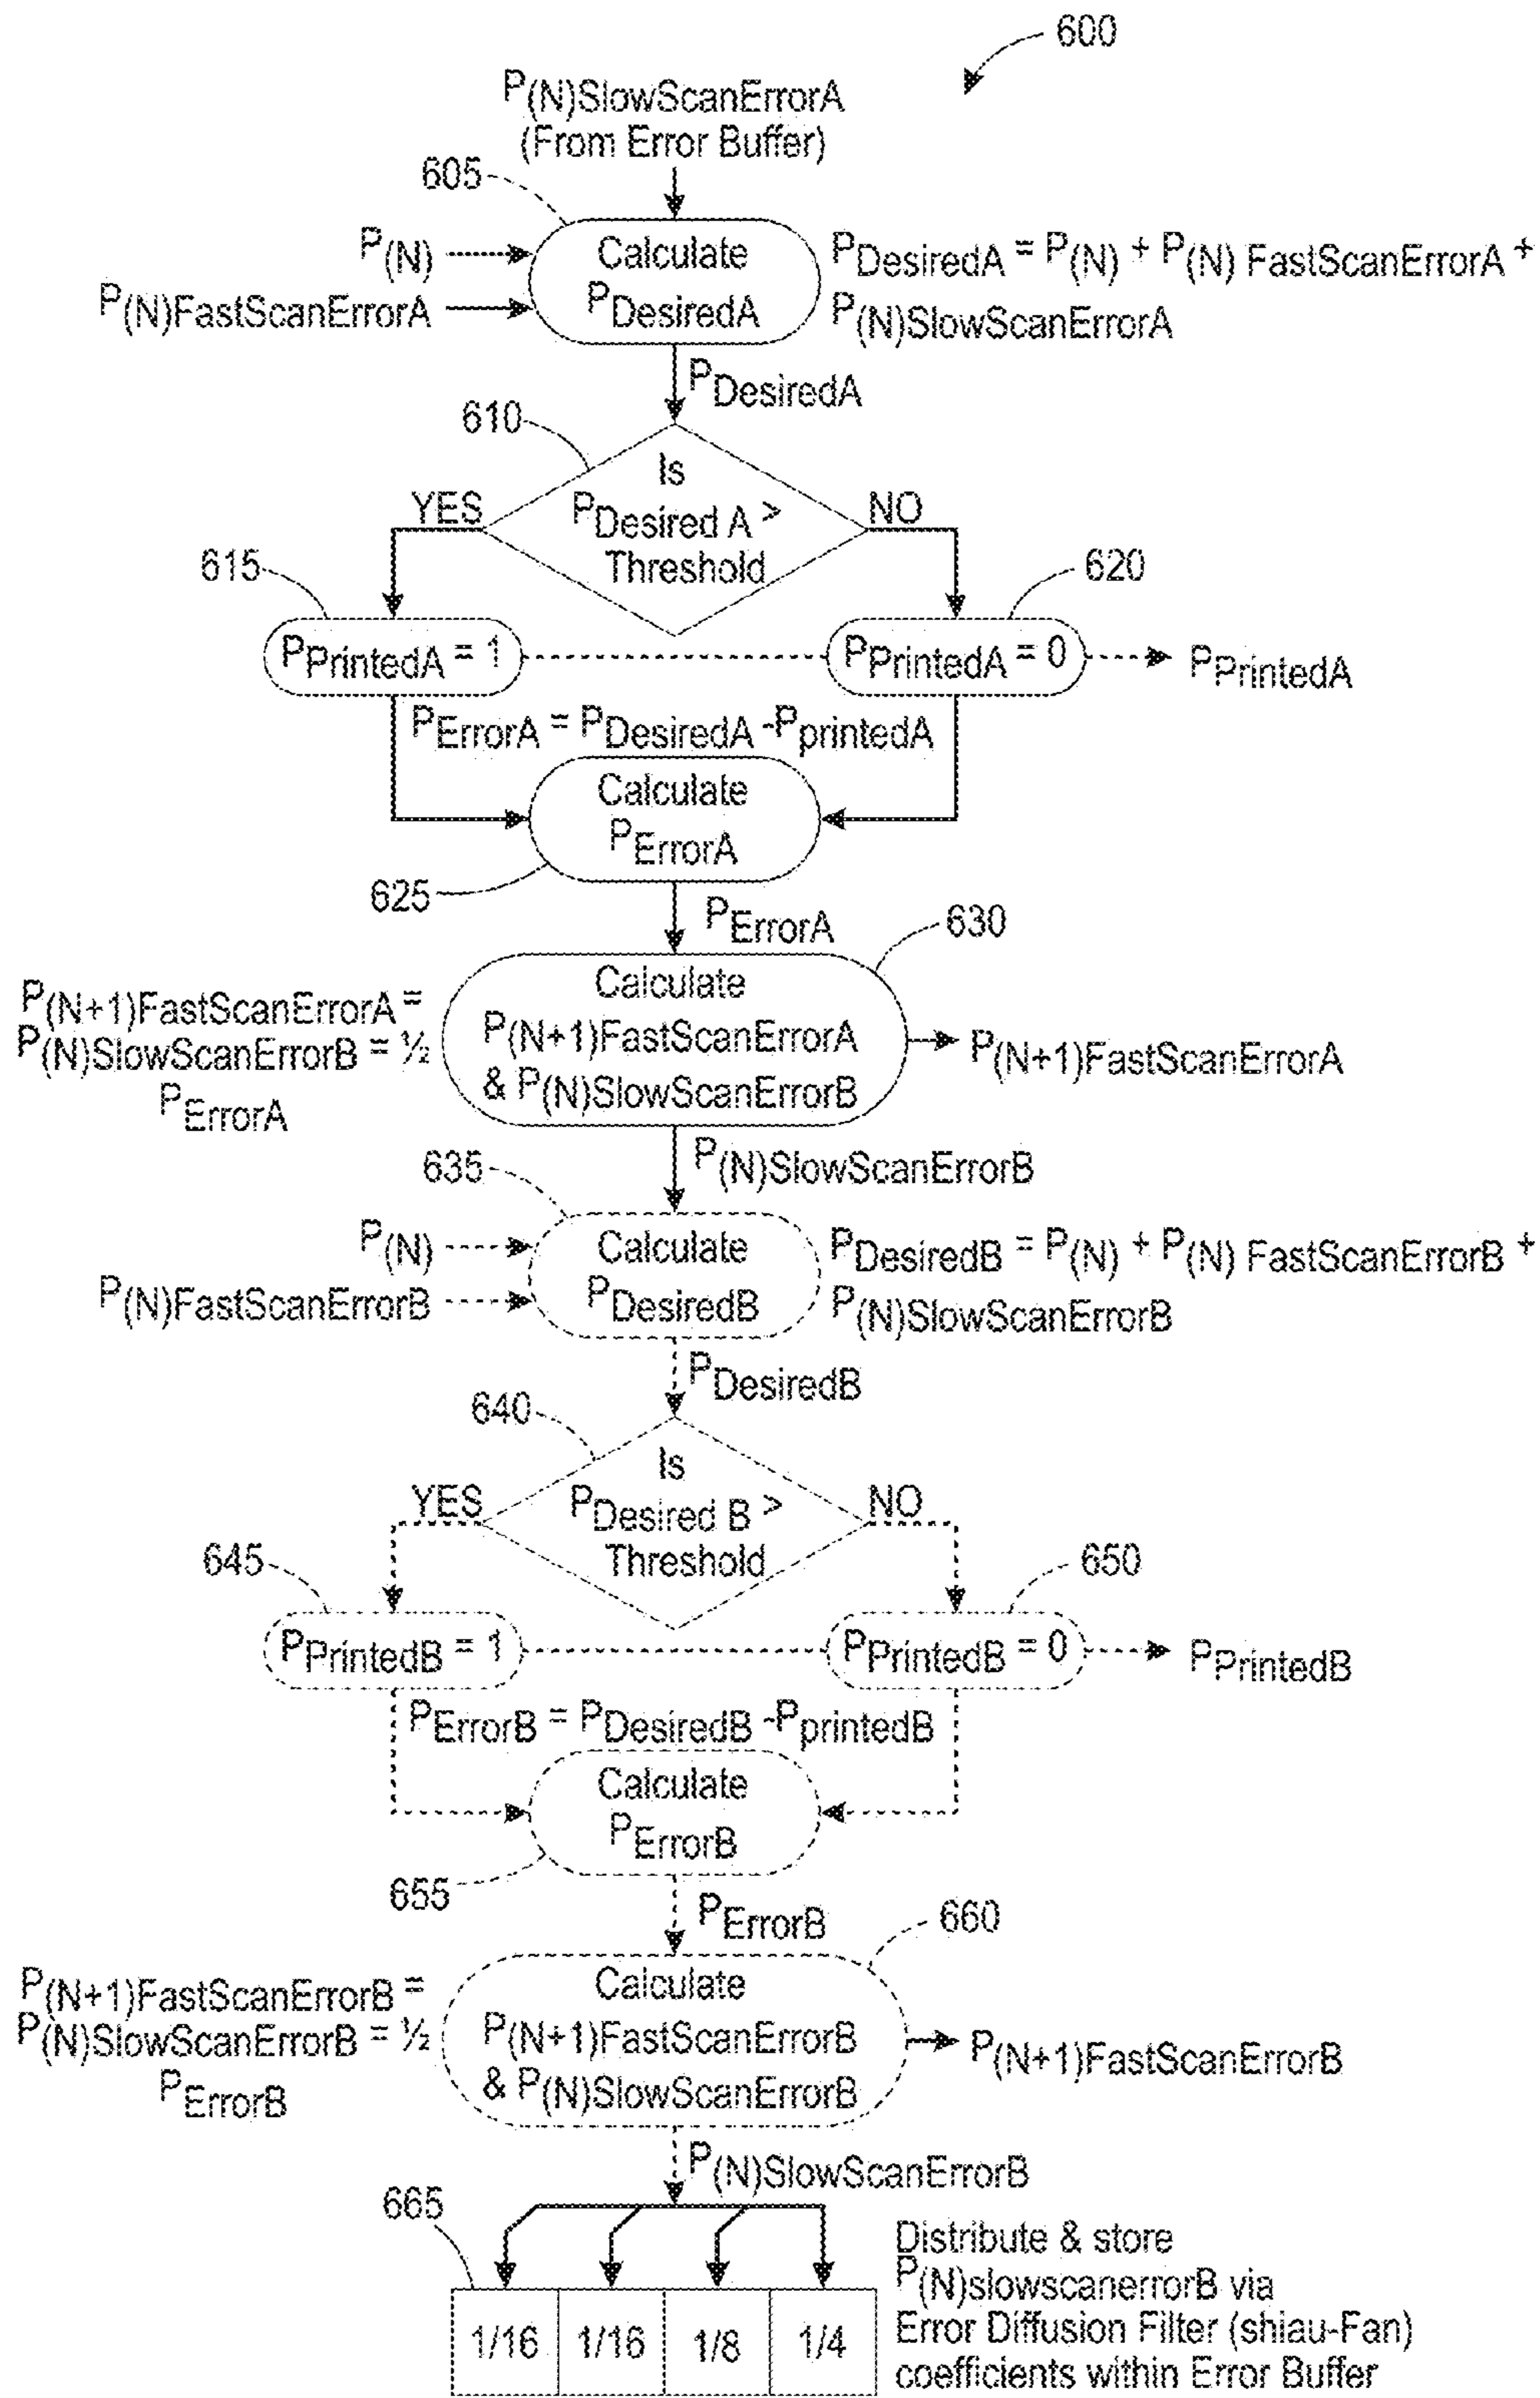 600
P(N)SlowScanErrorA
(From Error Buffer)
605
P(N)
P(N)FastScanErrorA
Calculate
PDesiredA
PDesiredA = P(N) + P(N) FastScanErrorA +
P(N)SlowScanErrorA
PDesiredA
610
Is
PDesired A >
Threshold
YES
NO
615
620
PPrintedA = 1
PPrintedA = 0
PPrintedA
PErrorA = PDesiredA -PprintedA
Calculate
PErrorA
625
PErrorA
630
P(N+1)FastScanErrorA =
P(N)SlowScanErrorB = ½
PErrorA
Calculate
P(N+1)FastScanErrorA
& P(N)SlowScanErrorB
P(N+1)FastScanErrorA
P(N)SlowScanErrorB
635
P(N)
P(N)FastScanErrorB
Calculate
PDesiredB
PDesiredB = P(N) + P(N) FastScanErrorB +
P(N)SlowScanErrorB
PDesiredB
640
Is
PDesired B >
Threshold
YES
NO
645
650
PPrintedB = 1
PPrintedB = 0
PPrintedB
PErrorB = PDesiredB -PprintedB
Calculate
PErrorB
655
PErrorB
660
P(N+1)FastScanErrorB =
P(N)SlowScanErrorB = ½
PErrorB
Calculate
P(N+1)FastScanErrorB
& P(N)SlowScanErrorB
P(N+1)FastScanErrorB
P(N)SlowScanErrorB
665
1/16 1/16 1/8 1/4
Distribute & store
P(N)slowscanerrorB via
Error Diffusion Filter (shiau-Fan)
coefficients within Error Buffer